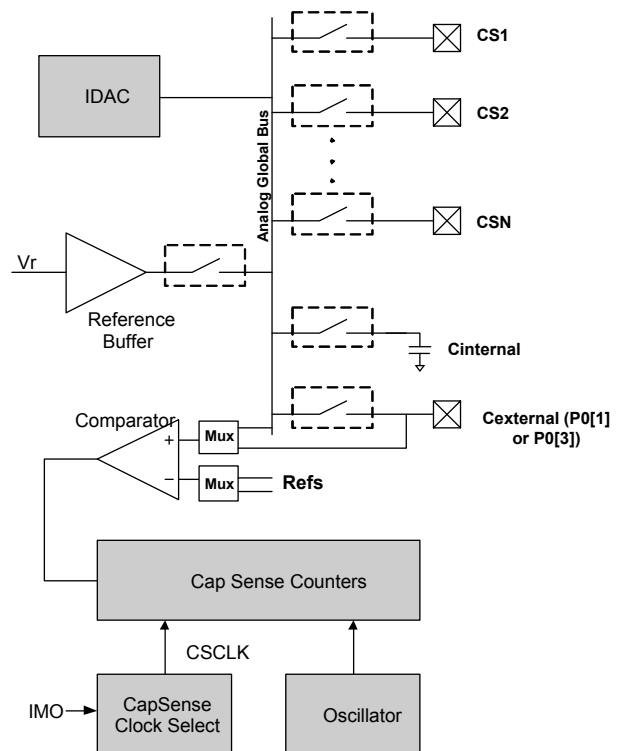 CS1
IDAC
CS2
Analog Global Bus
CSN
Vr
Reference
Buffer
Cinternal
Comparator
Cexternal (P0[1]
or P0[3])
+
Mux
−
Mux
Refs
Cap Sense Counters
CSCLK
IMO
CapSense
Clock Select
Oscillator